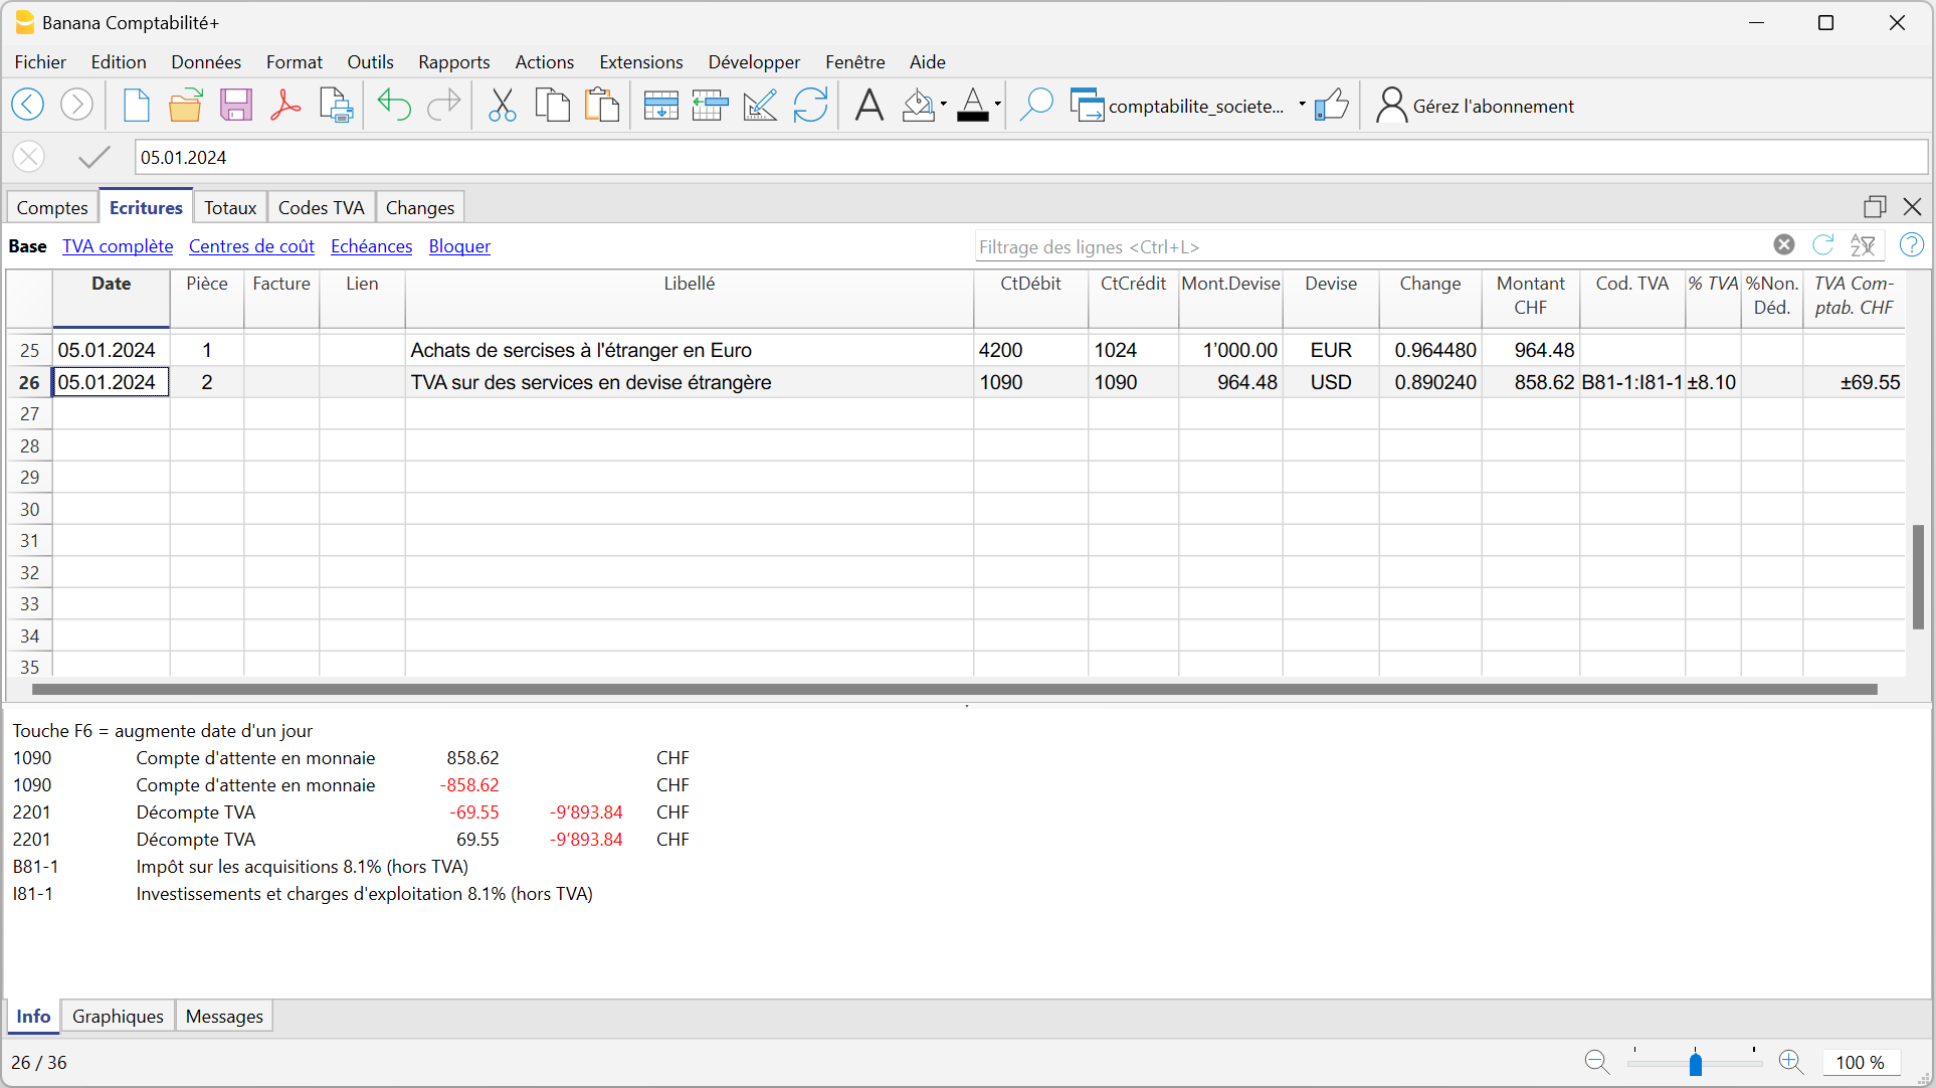 Banana Comptabilité+
Fichier Edition Données Format Outils Rapports Actions Extensions Développer Fenêtre Aide
comptabilite_societe... Gérez l'abonnement
05.01.2024
Comptes Ecritures Totaux Codes TVA Changes
Base TVA complète Centres de coût Echéances Bloquer Filtrage des lignes <Ctrl+L>
Date Pièce Facture Lien Libellé CtDébit CtCrédit Mont.Devise Devise Change Montant CHF Cod. TVA % TVA %Non. Déd. TVA Comptab. CHF
25 05.01.2024 1 Achats de sercises à l'étranger en Euro 4200 1024 1'000.00 EUR 0.964480 964.48
26 05.01.2024 2 TVA sur des services en devise étrangère 1090 1090 964.48 USD 0.890240 858.62 B81-1:I81-1 ±8.10 ±69.55
27
28
29
30
31
32
33
34
35
Touche F6 = augmente date d'un jour
1090 Compte d'attente en monnaie 858.62 CHF
1090 Compte d'attente en monnaie -858.62 CHF
2201 Décompte TVA -69.55 -9'893.84 CHF
2201 Décompte TVA 69.55 -9'893.84 CHF
B81-1 Impôt sur les acquisitions 8.1% (hors TVA)
I81-1 Investissements et charges d'exploitation 8.1% (hors TVA)
Info Graphiques Messages
26 / 36 100 %